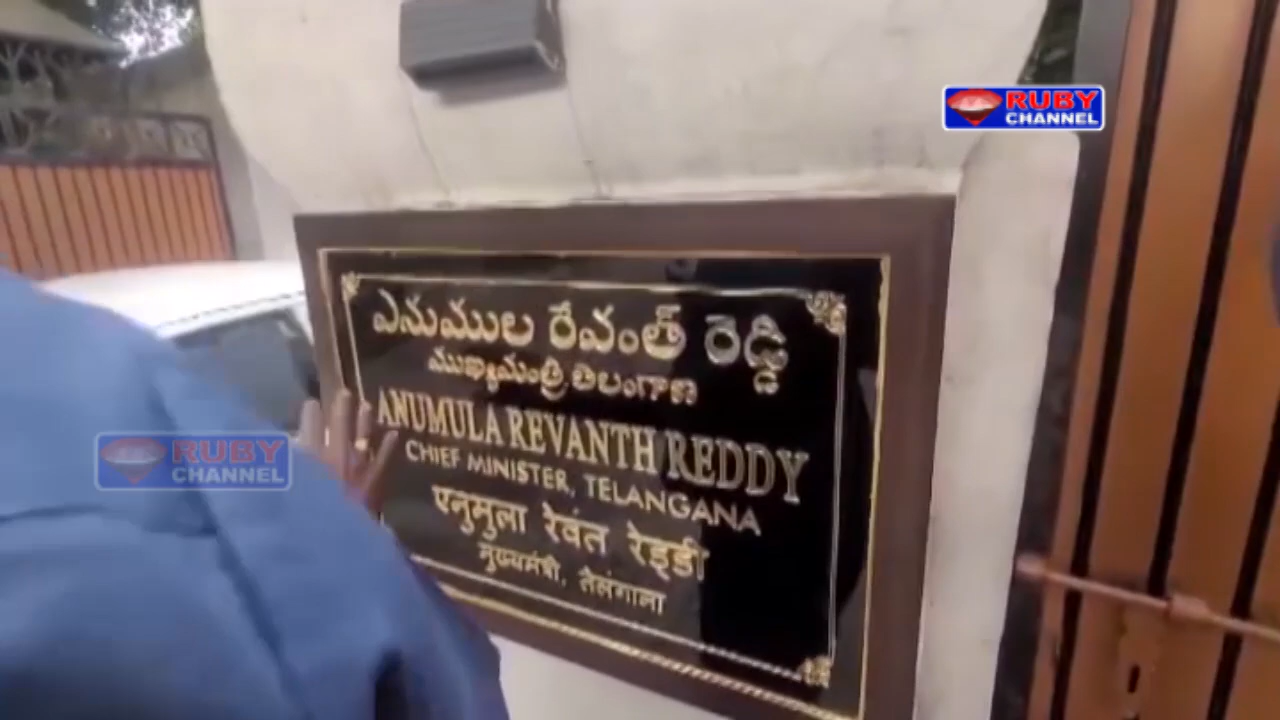 RUBY
CHANNEL
ఎనుముల రేవంత్ రెడ్డి
ముఖ్యమంత్రి, తెలంగాణ
ANUMULA REVANTH REDDY
CHIEF MINISTER, TELANGANA
RUBY
CHANNEL
एनुमुला रेवंत रेड्डी
मुख्यमंत्री, तेलंगाना